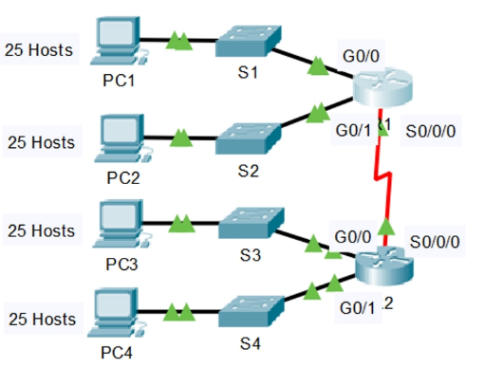 25 Hosts
PC1
S1
G0/0
25 Hosts
PC2
S2
G0/1
1
S0/0/0
25 Hosts
PC3
S3
G0/0
S0/0/0
25 Hosts
PC4
S4
G0/1
.2